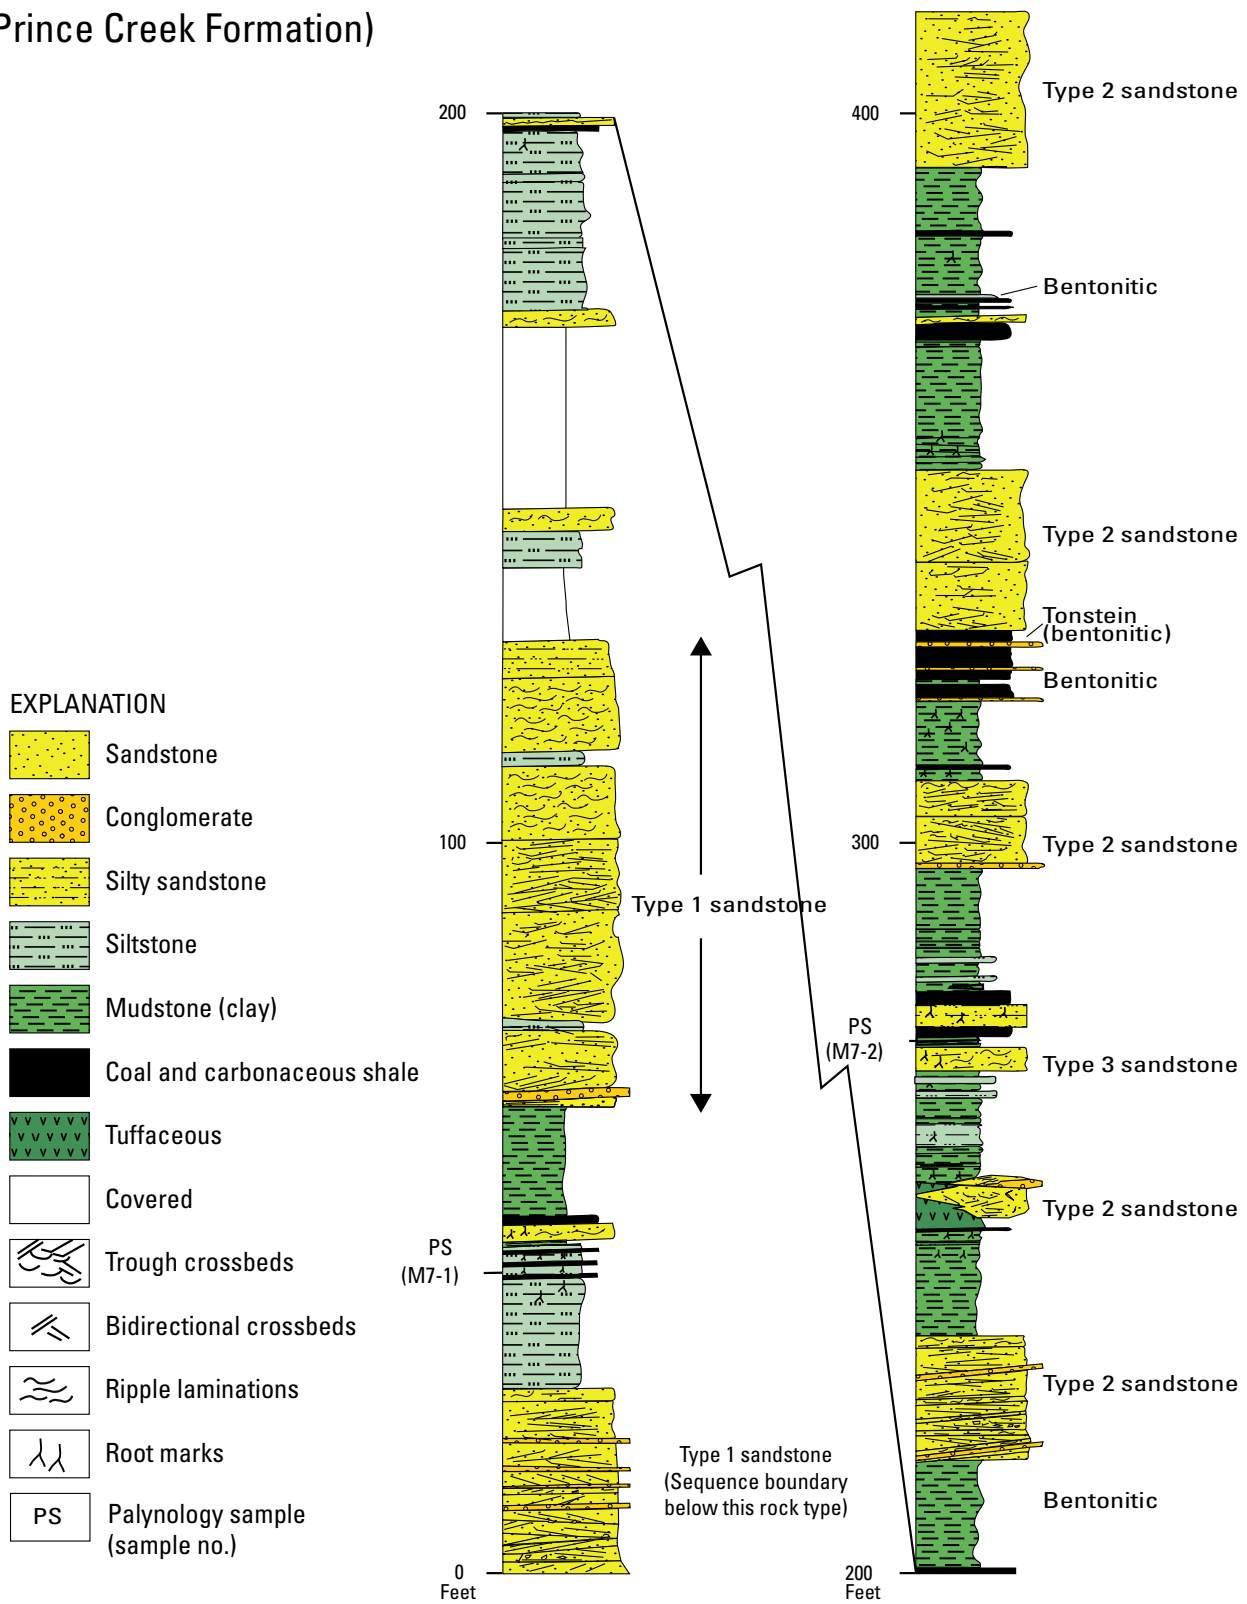 Prince Creek Formation)
EXPLANATION
Sandstone
Conglomerate
Silty sandstone
Siltstone
Mudstone (clay)
Coal and carbonaceous shale
Tuffaceous
Covered
Trough crossbeds
Bidirectional crossbeds
Ripple laminations
Root marks
PS
Palynology sample
(sample no.)
200
100
PS
(M7-1)
0
Feet
Type 1 sandstone
Type 1 sandstone
(Sequence boundary
below this rock type)
400
300
PS
(M7-2)
200
Feet
Type 2 sandstone
Bentonitic
Type 2 sandstone
Tonstein
(bentonitic)
Bentonitic
Type 2 sandstone
Type 3 sandstone
Type 2 sandstone
Type 2 sandstone
Bentonitic